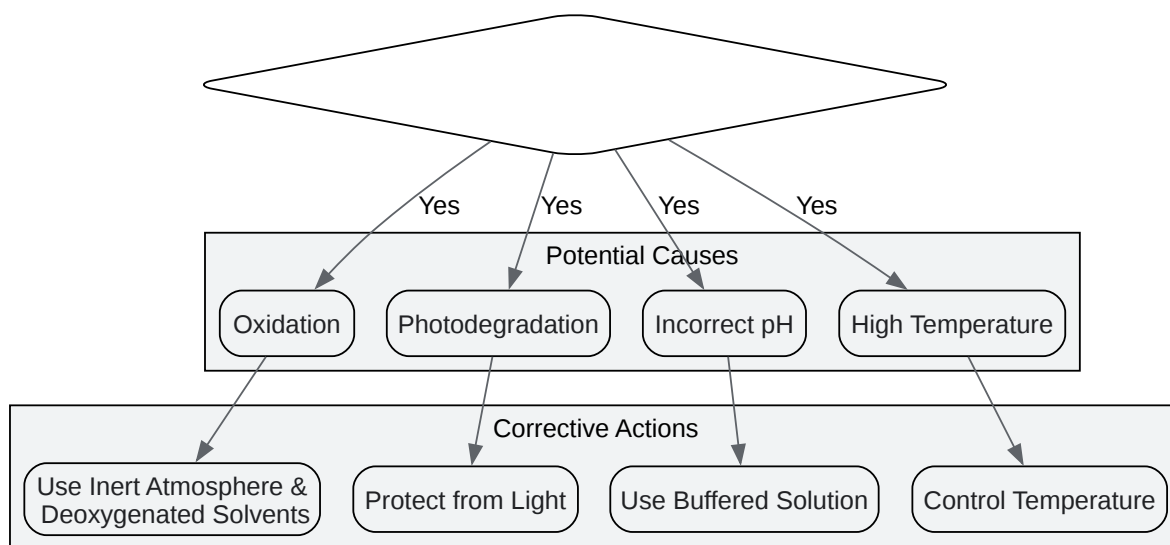 Yes
Yes
Yes
Yes
Potential Causes
Oxidation
Photodegradation
Incorrect pH
High Temperature
Corrective Actions
Use Inert Atmosphere &
Deoxygenated Solvents
Protect from Light
Use Buffered Solution
Control Temperature